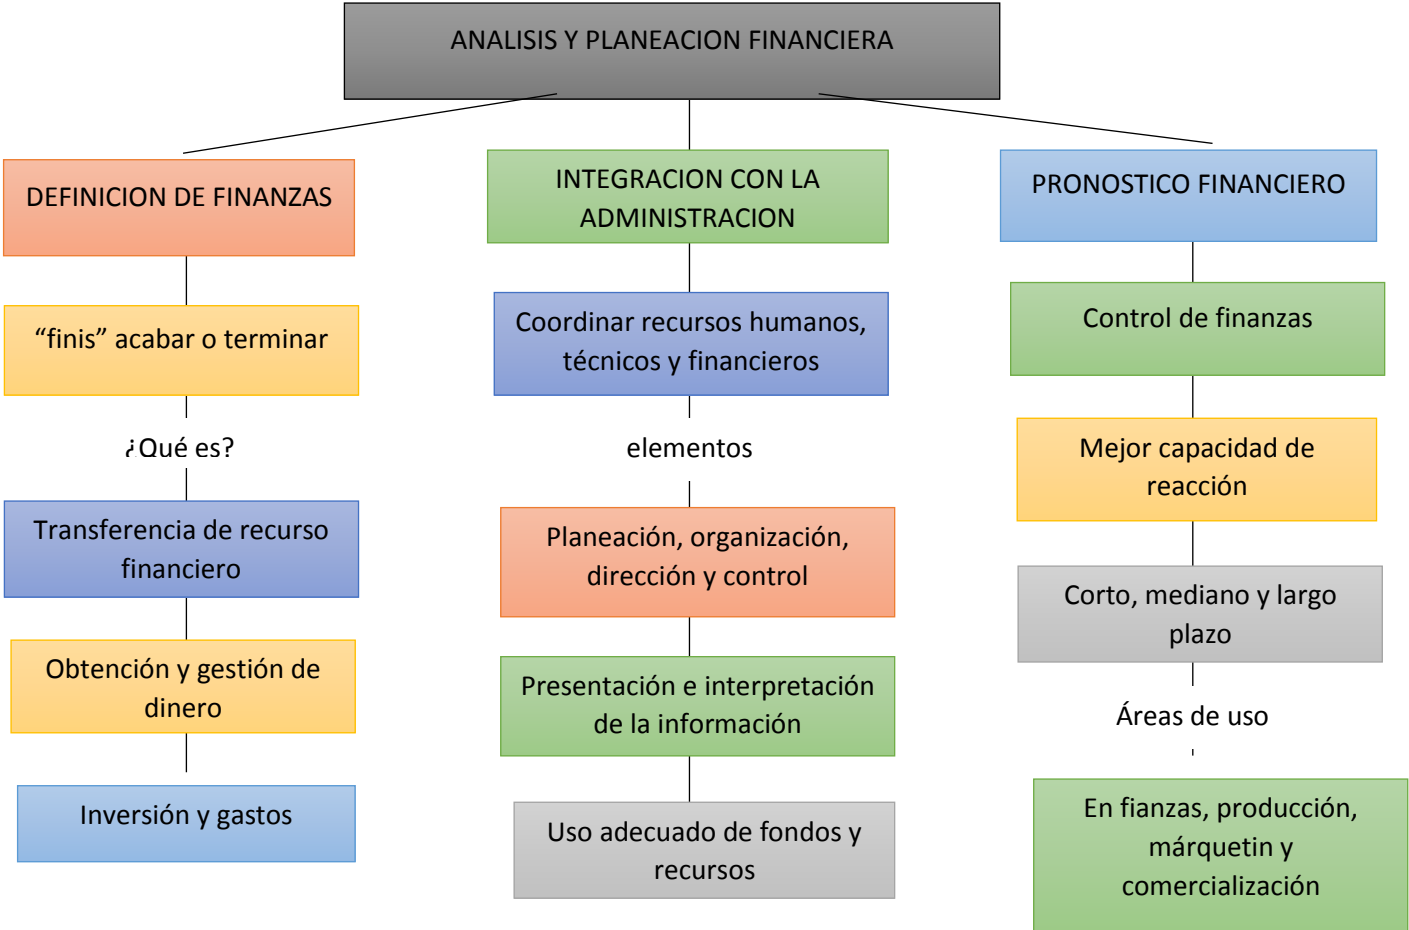 ANALISIS Y PLANEACION FINANCIERA
DEFINICION DE FINANZAS
“finis” acabar o terminar
¿Qué es?
Transferencia de recurso
financiero
Obtención y gestión de
dinero
Inversión y gastos
INTEGRACION CON LA
ADMINISTRACION
Coordinar recursos humanos,
técnicos y financieros
elementos
Planeación, organización,
dirección y control
Presentación e interpretación
de la información
Uso adecuado de fondos y
recursos
PRONOSTICO FINANCIERO
Control de finanzas
Mejor capacidad de
reacción
Corto, mediano y largo
plazo
Áreas de uso
En fianzas, producción,
márquetin y
comercialización